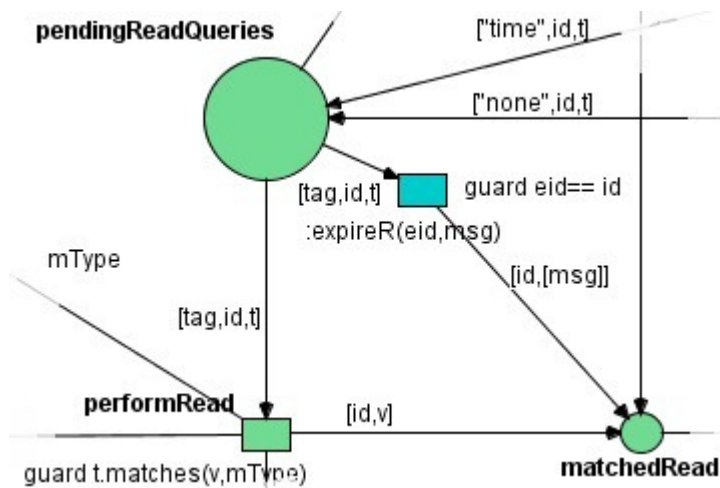 pendingReadQueries
["time",id,t]
["none",id,t]
[tag,id,t]
guard eid== id
:expireR(eid,msg)
mType
[id,[msg]]
[tag,id,t]
performRead
[id,v]
guard t.matches(v,mType)
matchedRead